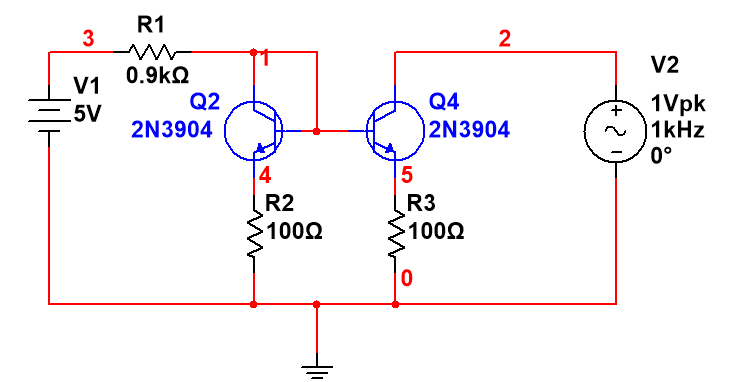 R1
3
0.9kΩ
1
2
V1
5V
Q2
2N3904
Q4
2N3904
V2
1Vpk
1kHz
0°
4
5
R2
100Ω
R3
100Ω
0